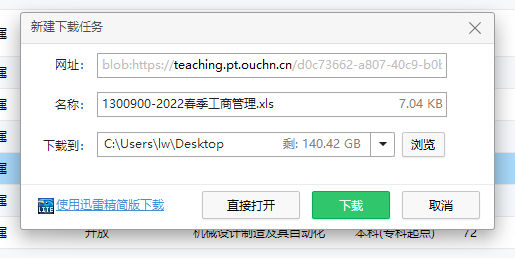 新建下载任务
网址: blob:https://teaching.pt.ouchn.cn/d0c73662-a807-40c9-b0b
名称: 1300900-2022春季工商管理.xls 7.04 KB
下载到: C:\Users\lw\Desktop 剩: 140.42 GB 浏览
使用迅雷精简版下载 直接打开 下载 取消
开放 机械设计制造及其自动化 本科(专科起点) 72